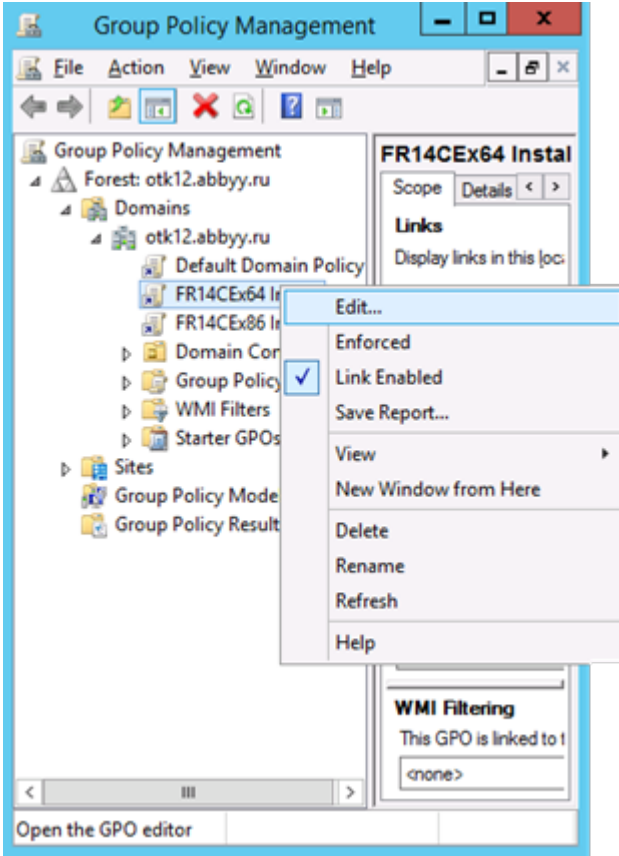 Group Policy Management
File Action View Window Help
Group Policy Management
Forest: otk12.abbyy.ru
Domains
otk12.abbyy.ru
Default Domain Policy
FR14CEx64 In
FR14CEx86 In
Domain Con
Group Policy
WMI Filters
Starter GPOs
Sites
Group Policy Mode
Group Policy Result
FR14CEx64 Instal
Scope Details
Links
Display links in this loca
Edit...
Enforced
Link Enabled
Save Report...
View
New Window from Here
Delete
Rename
Refresh
Help
WMI Filtering
This GPO is linked to t
<none>
Open the GPO editor